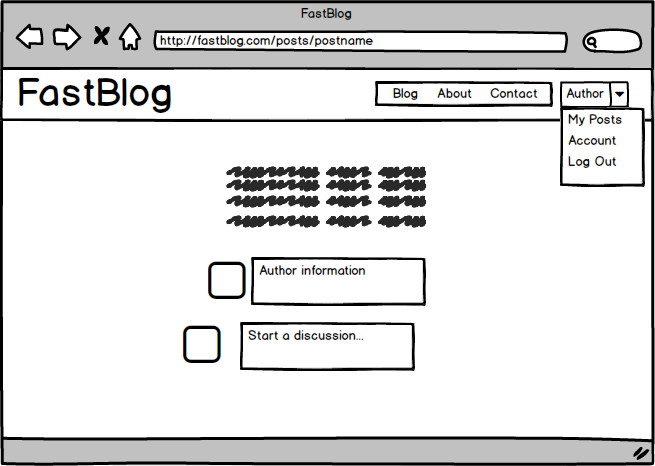 FastBlog
http://fastblog.com/posts/postname
FastBlog
Blog About Contact
Author
My Posts
Account
Log Out
Author information
Start a discussion...